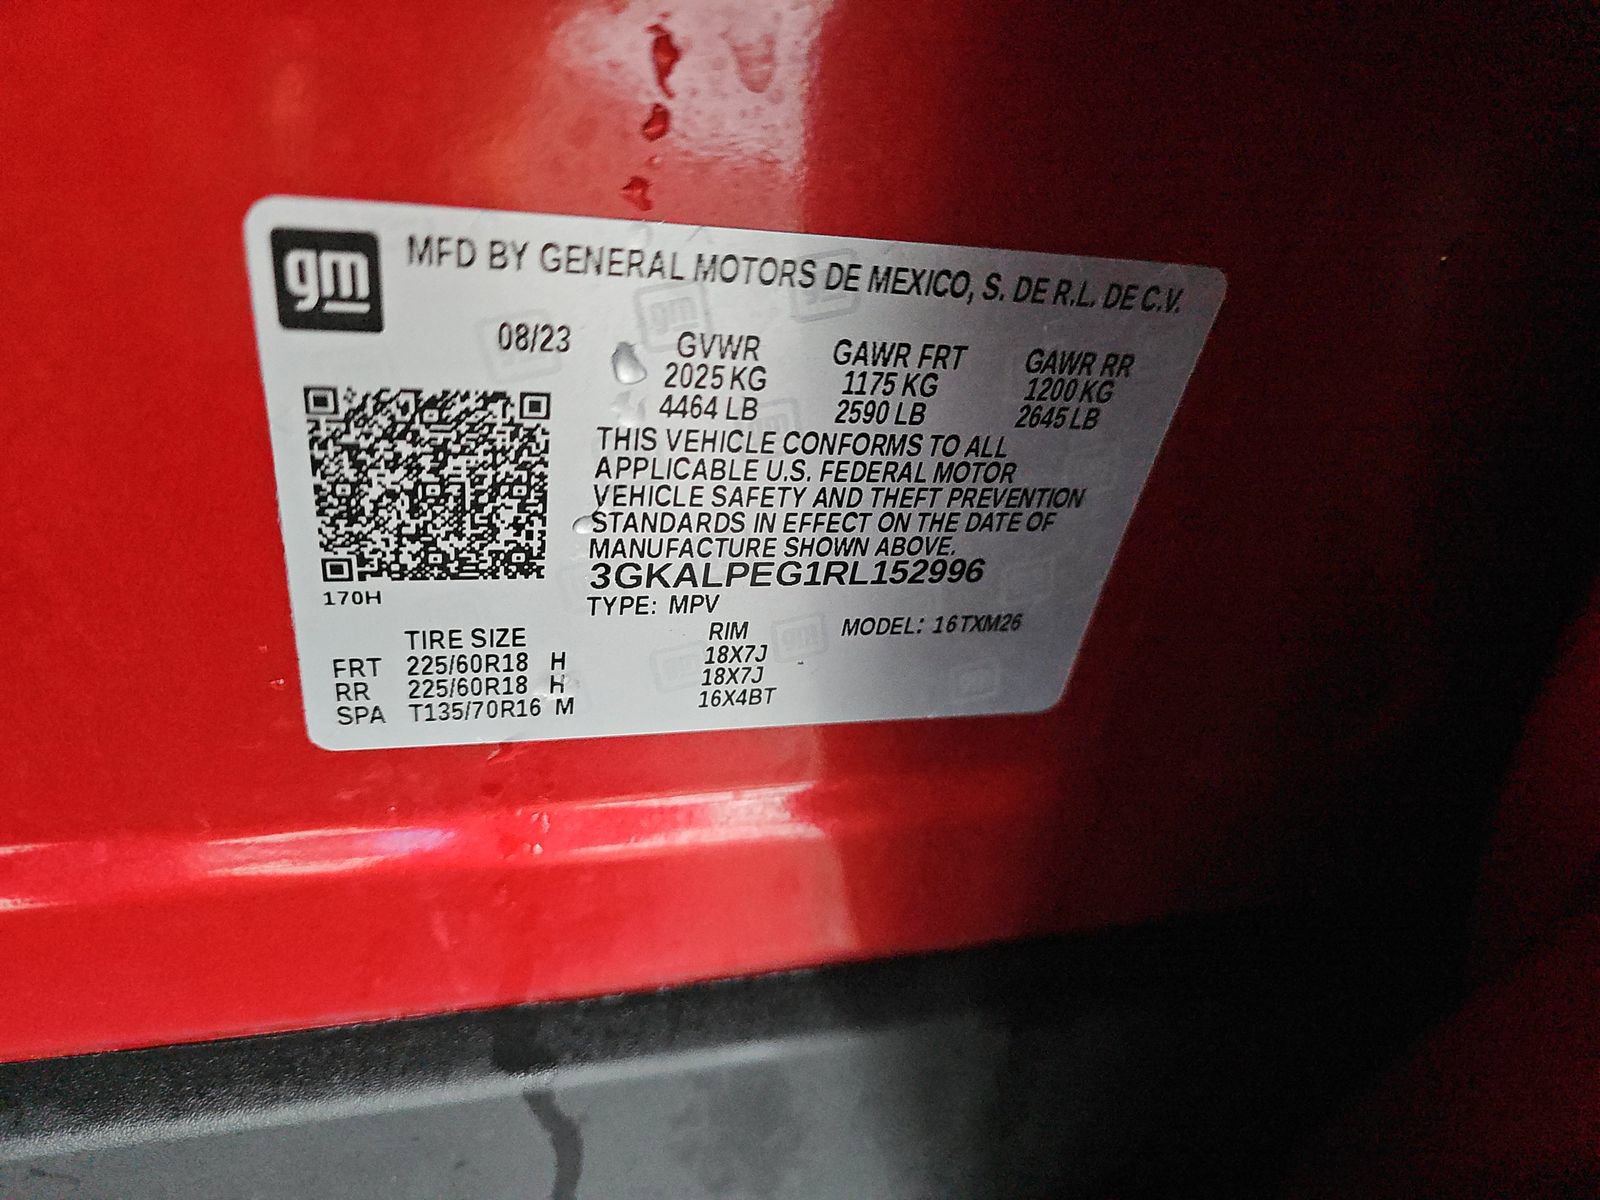 gm MFD BY GENERAL MOTORS DE MEXICO, S. DE R.L. DE C.V.
08/23
GVWR GAWR FRT GAWR RR
2025 KG 1175 KG 1200 KG
4464 LB 2590 LB 2645 LB
THIS VEHICLE CONFORMS TO ALL
APPLICABLE U.S. FEDERAL MOTOR
VEHICLE SAFETY AND THEFT PREVENTION
STANDARDS IN EFFECT ON THE DATE OF
MANUFACTURE SHOWN ABOVE.
3GKALPEG1RL152996
170H
TYPE: MPV MODEL: 16TXM26
TIRE SIZE RIM
FRT 225/60R18 H 18X7J
RR 225/60R18 H 18X7J
SPA T135/70R16 M 16X4BT